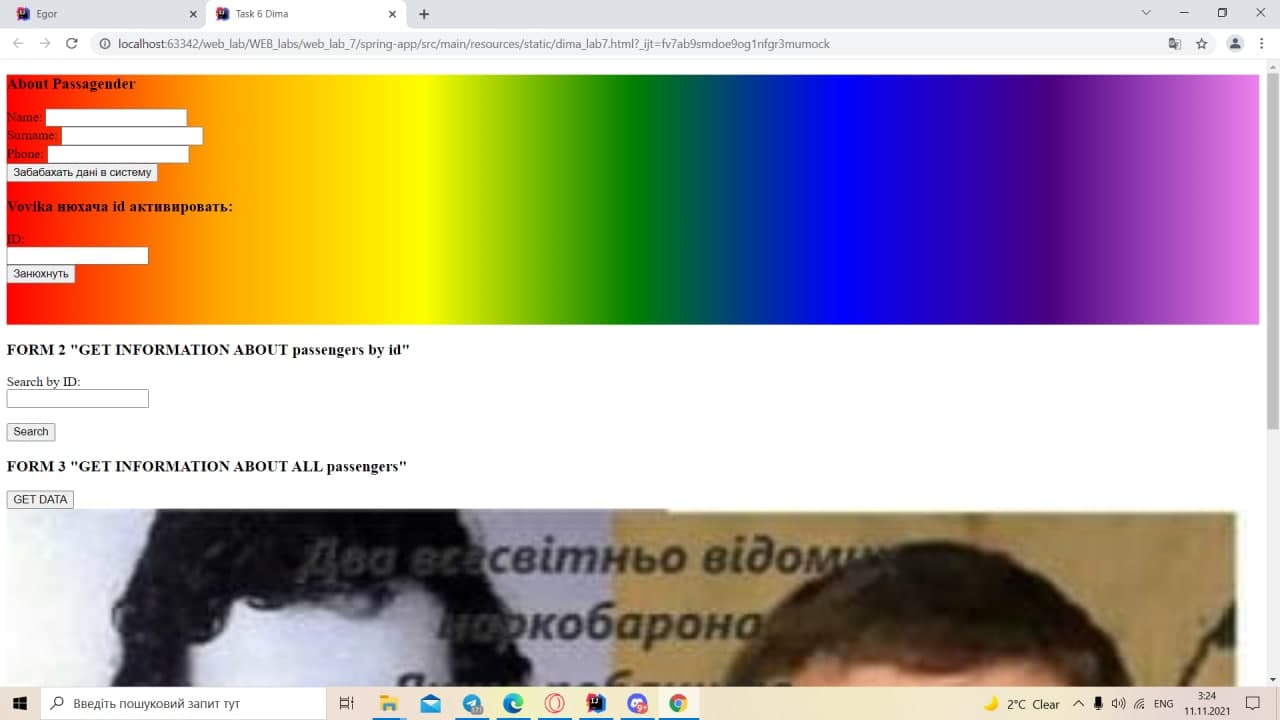 Egor
Task 6 Dima
localhost:63342/web_lab/WEB_labs/web_lab_7/spring-app/src/main/resources/static/dima_lab7.html?_ijt=fv7ab9smdoe9og1nfgr3mumock
About Passagender
Name:
Surname:
Phone:
Забабахать дані в систему
Vovika нюхача id активировать:
ID:
Занюхнуть
FORM 2 "GET INFORMATION ABOUT passengers by id"
Search by ID:
Search
FORM 3 "GET INFORMATION ABOUT ALL passengers"
GET DATA
Два всесвітньо відомих
наркобарона
Введіть пошуковий запит тут
2°C Clear
ENG
3:24
11.11.2021